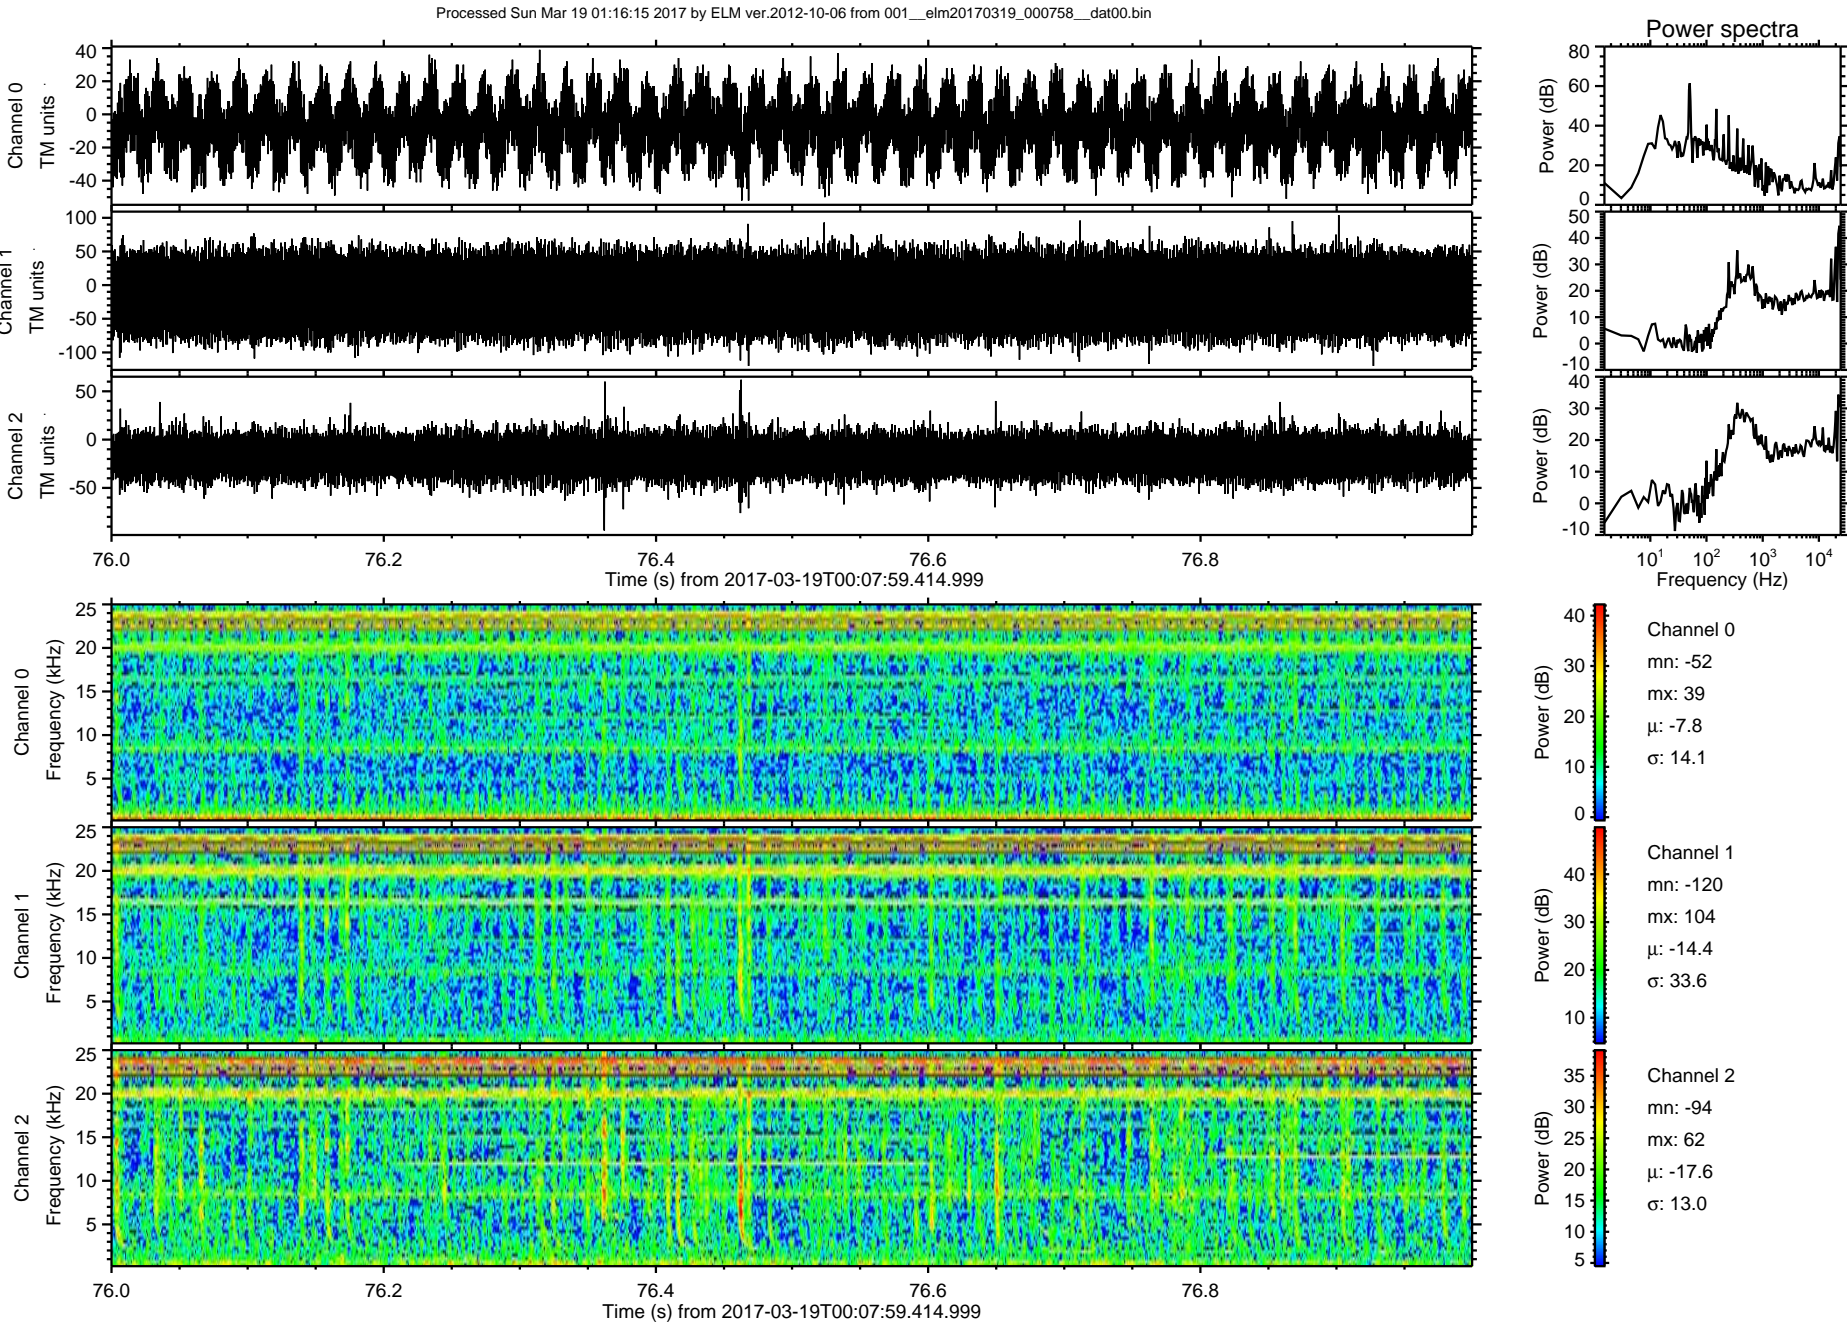 Processed Sun Mar 19 01:16:15 2017 by ELM ver.2012-10-06 from 001__elm20170319_000758__dat00.bin
Power spectra
Channel 0
TM units
40
20
0
-20
-40
Power (dB)
80
60
40
20
0
Channel 1
TM units
100
50
0
-50
-100
Power (dB)
50
40
30
20
10
0
-10
Channel 2
TM units
50
0
-50
Power (dB)
40
30
20
10
0
-10
76.0 76.2 76.4 76.6 76.8
Time (s) from 2017-03-19T00:07:59.414.999
10¹ 10² 10³ 10⁴
Frequency (Hz)
Channel 0
Frequency (kHz)
25
20
15
10
5
Power (dB)
40
30
20
10
0
Channel 0
mn: -52
mx: 39
µ: -7.8
σ: 14.1
Channel 1
Frequency (kHz)
25
20
15
10
5
Power (dB)
40
30
20
10
Channel 1
mn: -120
mx: 104
µ: -14.4
σ: 33.6
Channel 2
Frequency (kHz)
25
20
15
10
5
Power (dB)
35
30
25
20
15
10
5
Channel 2
mn: -94
mx: 62
µ: -17.6
σ: 13.0
76.0 76.2 76.4 76.6 76.8
Time (s) from 2017-03-19T00:07:59.414.999